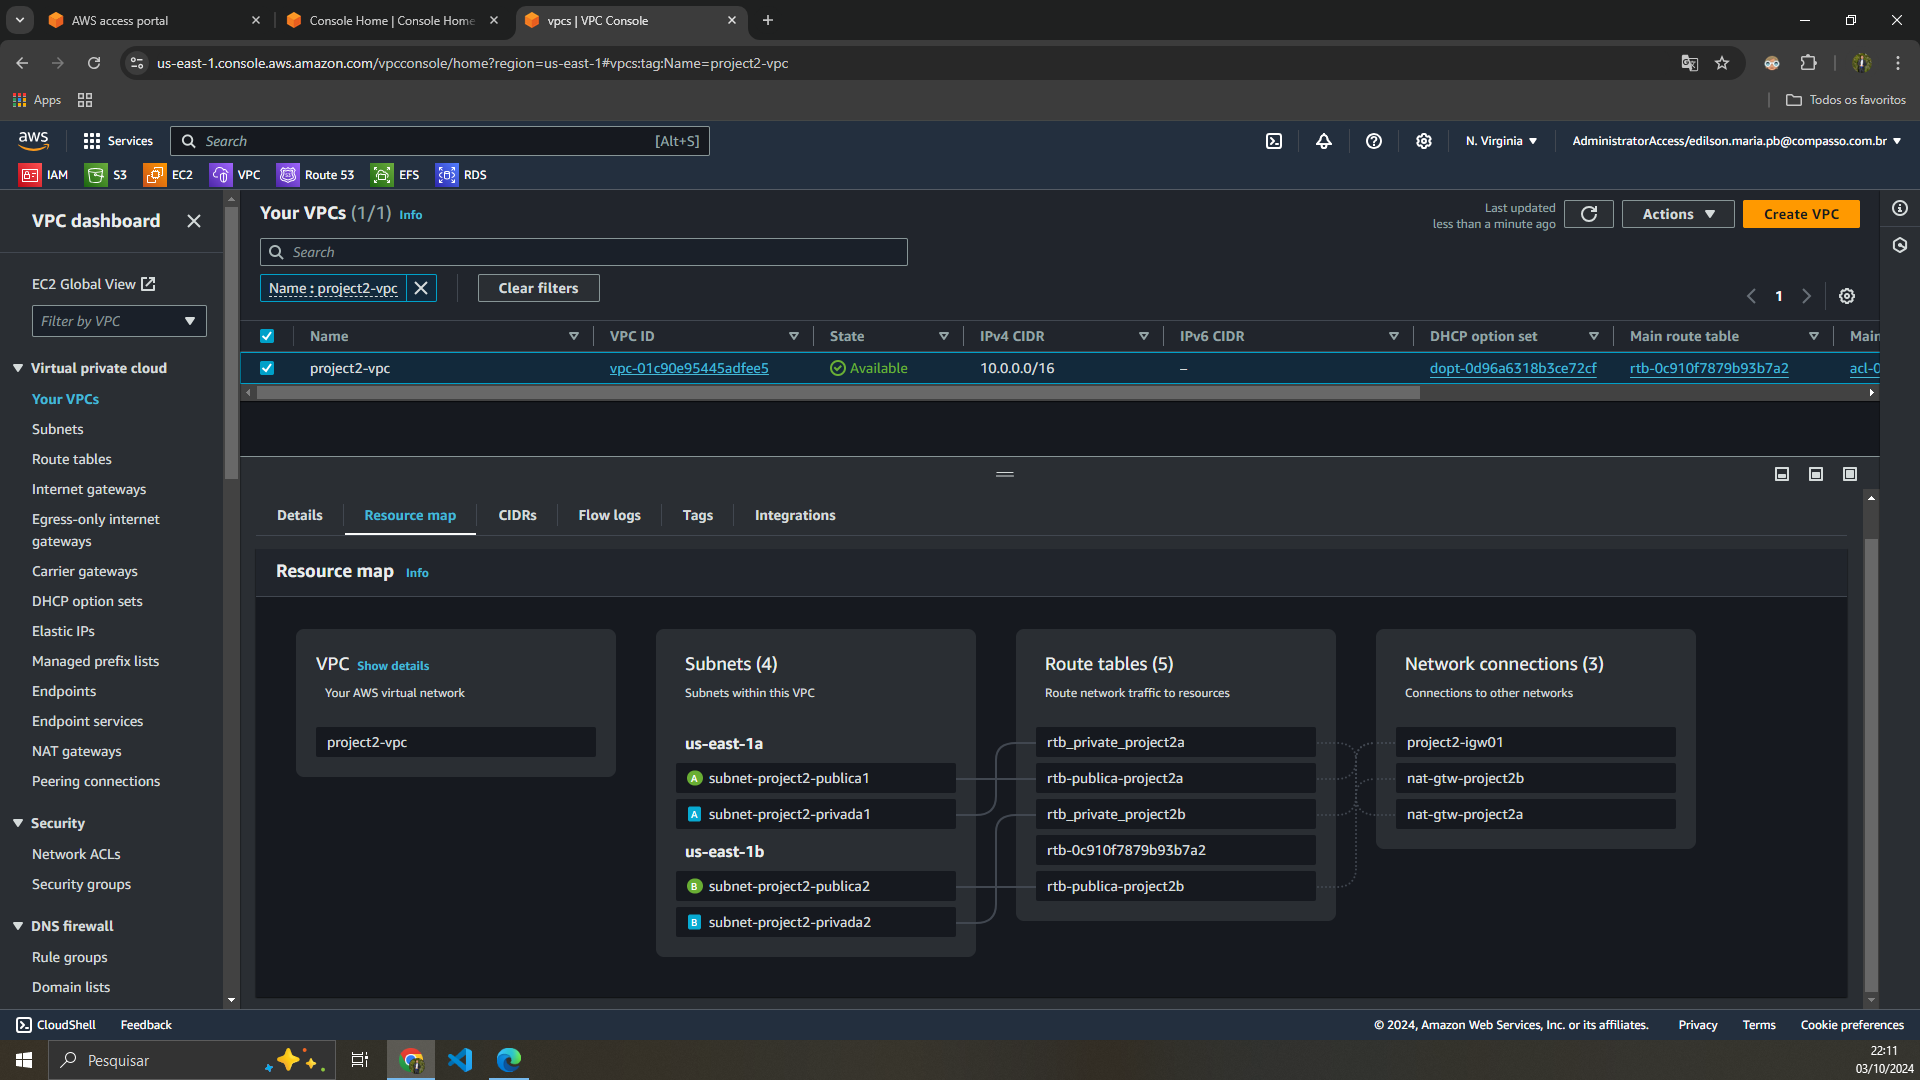 AWS access portal
Console Home | Console Home
vpcs | VPC Console
us-east-1.console.aws.amazon.com/vpcconsole/home?region=us-east-1#vpcs:tag:Name=project2-vpc
Apps
Todos os favoritos
aws
Services
Search
[Alt+S]
N. Virginia
AdministratorAccess/edilson.maria.pb@compasso.com.br
IAM
S3
EC2
VPC
Route 53
EFS
RDS
VPC dashboard
EC2 Global View
Filter by VPC
Virtual private cloud
Your VPCs
Subnets
Route tables
Internet gateways
Egress-only internet
gateways
Carrier gateways
DHCP option sets
Elastic IPs
Managed prefix lists
Endpoints
Endpoint services
NAT gateways
Peering connections
Security
Network ACLs
Security groups
DNS firewall
Rule groups
Domain lists
Your VPCs (1/1) Info
Last updated
less than a minute ago
Actions
Create VPC
Search
Name : project2-vpc
Clear filters
1
Name
VPC ID
State
IPv4 CIDR
IPv6 CIDR
DHCP option set
Main route table
Main
project2-vpc
vpc-01c90e95445adfee5
Available
10.0.0.0/16
–
dopt-0d96a6318b3ce72cf
rtb-0c910f7879b93b7a2
acl-0
Details
Resource map
CIDRs
Flow logs
Tags
Integrations
Resource map Info
VPC Show details
Your AWS virtual network
project2-vpc
Subnets (4)
Subnets within this VPC
us-east-1a
A subnet-project2-publica1
A subnet-project2-privada1
us-east-1b
B subnet-project2-publica2
B subnet-project2-privada2
Route tables (5)
Route network traffic to resources
rtb_private_project2a
rtb-publica-project2a
rtb_private_project2b
rtb-0c910f7879b93b7a2
rtb-publica-project2b
Network connections (3)
Connections to other networks
project2-igw01
nat-gtw-project2b
nat-gtw-project2a
CloudShell
Feedback
© 2024, Amazon Web Services, Inc. or its affiliates.
Privacy
Terms
Cookie preferences
Pesquisar
22:11
03/10/2024